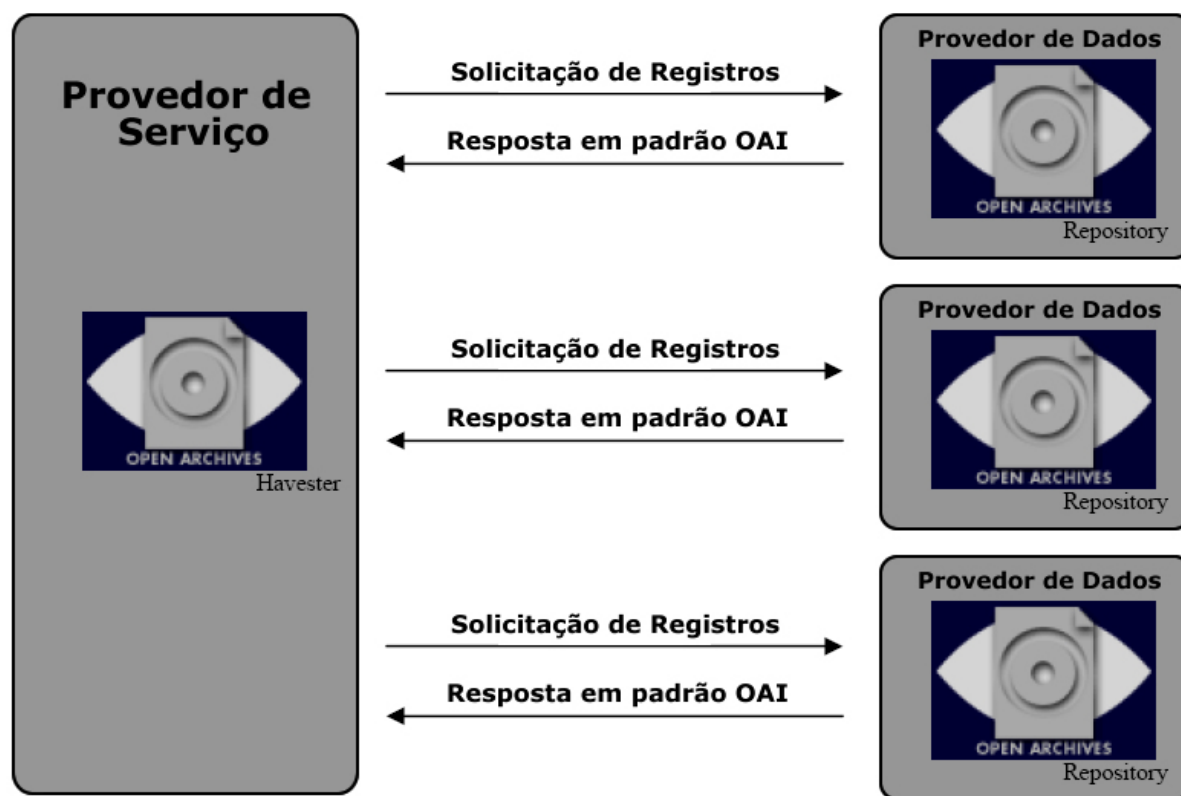 Provedor de
Serviço
OPEN ARCHIVES
Havester
Solicitação de Registros
Resposta em padrão OAI
Provedor de Dados
OPEN ARCHIVES
Repository
Solicitação de Registros
Resposta em padrão OAI
Provedor de Dados
OPEN ARCHIVES
Repository
Solicitação de Registros
Resposta em padrão OAI
Provedor de Dados
OPEN ARCHIVES
Repository